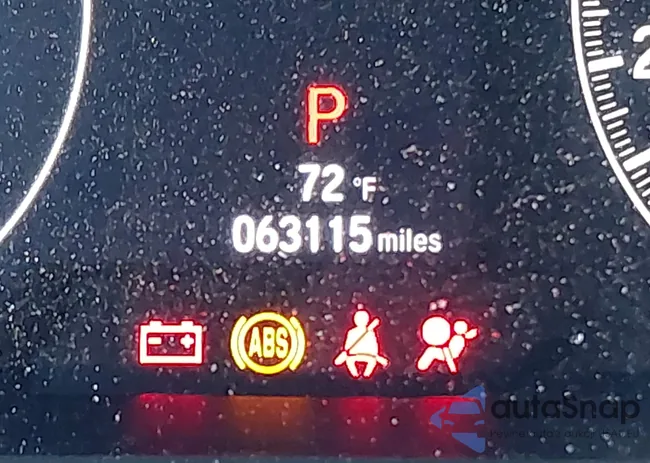 P
72 °F
063115 miles
ABS
autoSnap